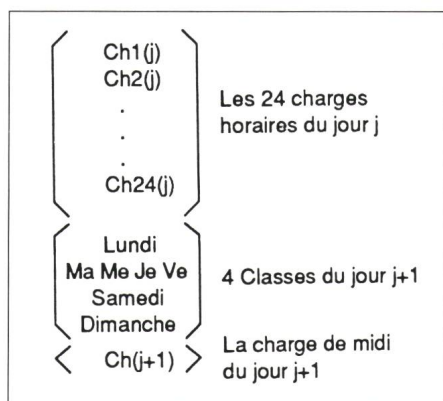 Ch1(j)
Ch2(j)
.
.
.
Ch24(j)
Les 24 charges
horaires du jour j
Lundi
Ma Me Je Ve
Samedi
Dimanche
4 Classes du jour j+1
Ch(j+1)
La charge de midi
du jour j+1